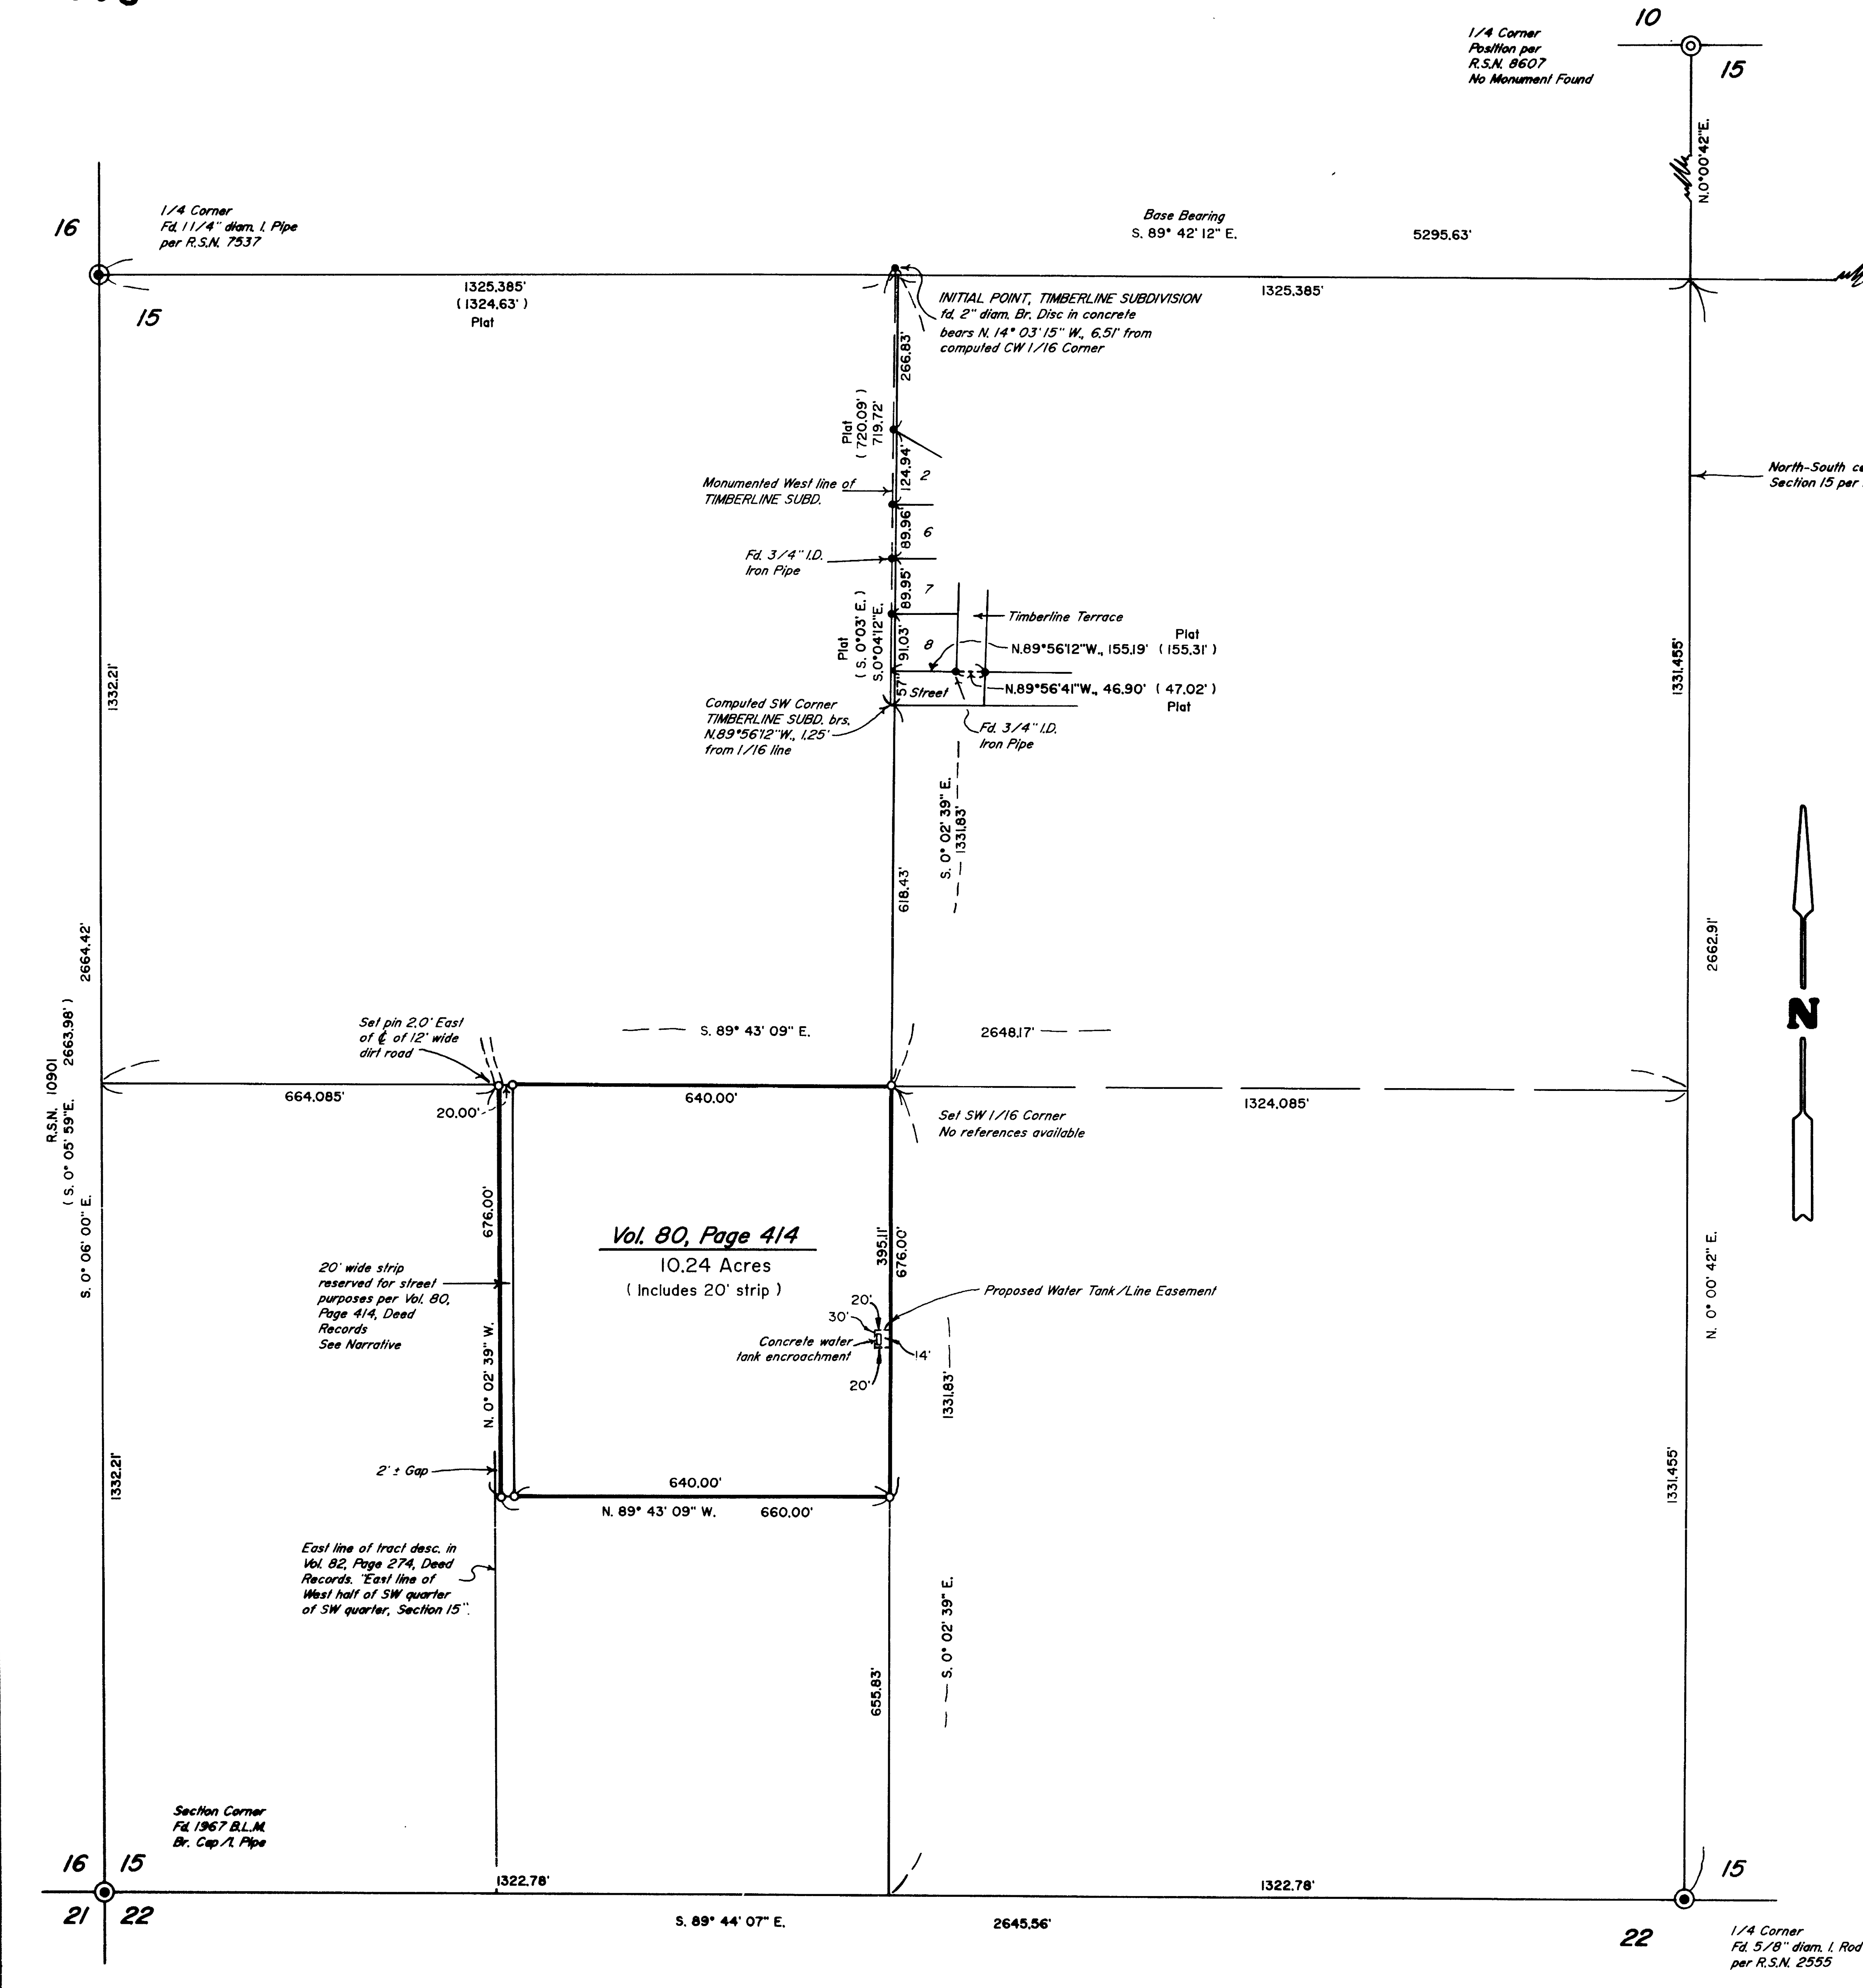 10
1/4 Corner
Position per
R.S.N. 8607
No Monument Found
15
N.0°00'42"E.
16
1/4 Corner
Fd. 1 1/4" diam. I. Pipe
per R.S.N. 7537
Base Bearing
S. 89° 42' 12" E.
5295.63'
1325.385'
(1324.63')
Plat
1325.385'
15
INITIAL POINT, TIMBERLINE SUBDIVISION
fd. 2" diam. Br. Disc in concrete
bears N. 14° 03' 15" W., 6.51' from
computed CW 1/16 Corner
266.83'
Plat
(720.09')
719.72'
124.94'
2
Monumented West line of
TIMBERLINE SUBD.
North-South
Section 15 per
89.96'
6
Fd. 3/4" I.D.
Iron Pipe
89.95'
7
Timberline Terrace
Plat
(S. 0°03' E.)
S.0°04'12"E.
91.03'
8
Plat
N.89°56'12"W., 155.19' (155.31')
N.89°56'41"W., 46.90' (47.02')
Plat
57'
Street
1332.21'
1331.455'
Computed SW Corner
TIMBERLINE SUBD. brs.
N.89°56'12"W., 1.25'
from 1/16 line
Fd. 3/4" I.D.
Iron Pipe
S. 0° 02' 39" E.
1331.83'
618.43'
2664.42'
2662.91'
N
R.S.N. 10901
(S. 0° 05' 59"E. 2663.98')
S. 0° 06' 00" E.
Set pin 2.0' East
of ℄ of 12' wide
dirt road
S. 89° 43' 09" E.
2648.17'
664.085'
20.00'
640.00'
1324.085'
Set SW 1/16 Corner
No references available
676.00'
Vol. 80, Page 414
10.24 Acres
(Includes 20' strip)
395.11'
676.00'
20' wide strip
reserved for street
purposes per Vol. 80,
Page 414, Deed
Records
See Narrative
N. 0° 02' 39" W.
Proposed Water Tank/Line Easement
20'
30'
Concrete water
tank encroachment
14'
20'
1331.83'
N. 0° 00' 42" E.
1332.21'
2' ± Gap
1331.455'
640.00'
N. 89° 43' 09" W.
660.00'
East line of tract desc. in
Vol. 82, Page 274, Deed
Records. "East line of
West half of SW quarter
of SW quarter, Section 15".
S. 0° 02' 39" E.
655.83'
Section Corner
Fd. 1967 B.L.M.
Br. Cap/I. Pipe
16 15
1322.78'
1322.78'
15
21 22
S. 89° 44' 07" E.
2645.56'
22
1/4 Corner
Fd. 5/8" diam. I. Rod
per R.S.N. 2555